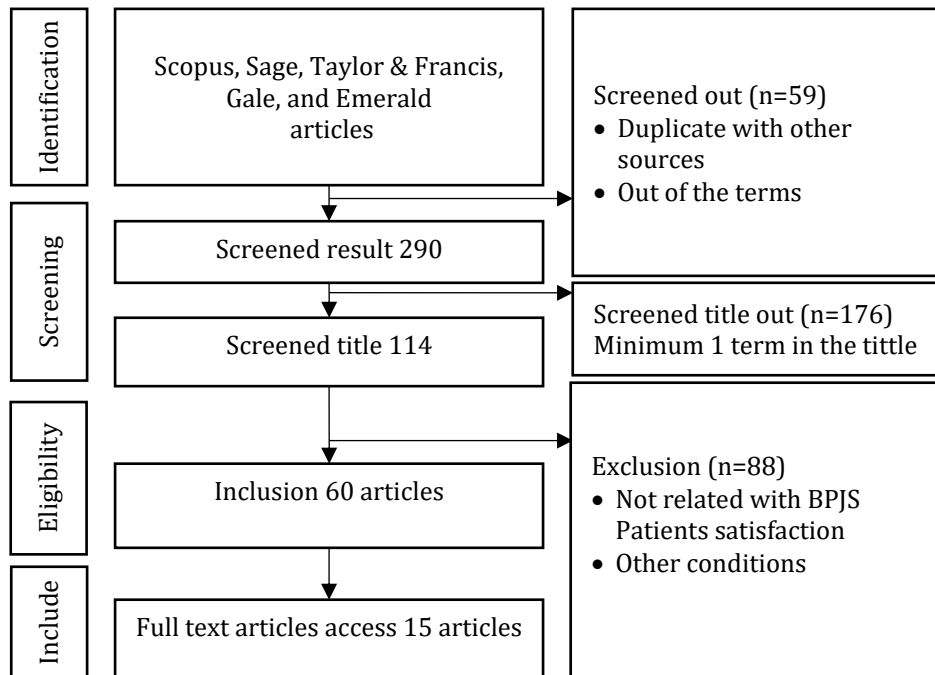 Identification
Scopus, Sage, Taylor & Francis,
Gale, and Emerald
articles
Screened out (n=59)
• Duplicate with other
sources
• Out of the terms
Screening
Screened result 290
Screened title out (n=176)
Minimum 1 term in the tittle
Screened title 114
Eligibility
Inclusion 60 articles
Exclusion (n=88)
• Not related with BPJS
Patients satisfaction
• Other conditions
Include
Full text articles access 15 articles